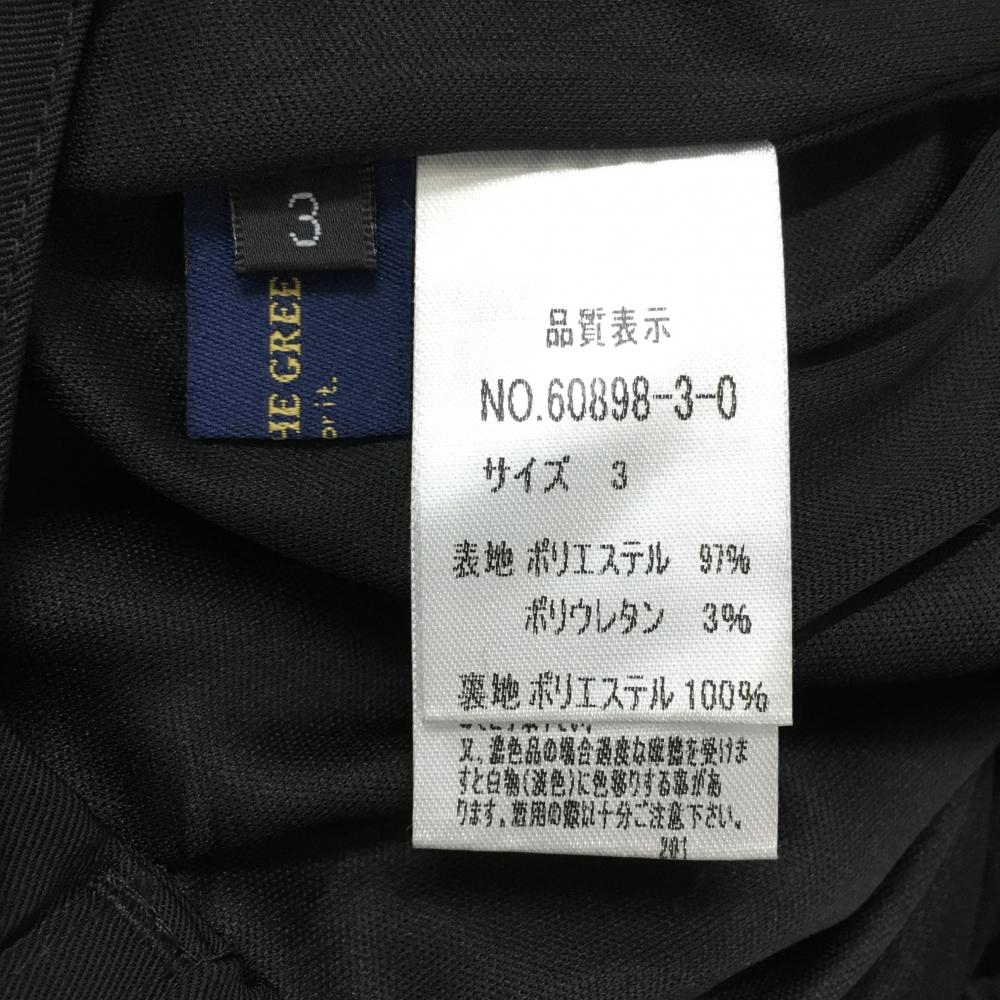 3
HE GREE
orit.
品質表示
NO.60898-3-0
サイズ 3
表地 ポリエステル 97%
ポリウレタン 3%
裏地 ポリエステル 100%
又、濃色品の場合過度な摩擦を受けま
すと白物(淡色)に色移りする事があ
ります。着用の際は十分ご注意下さい。
201